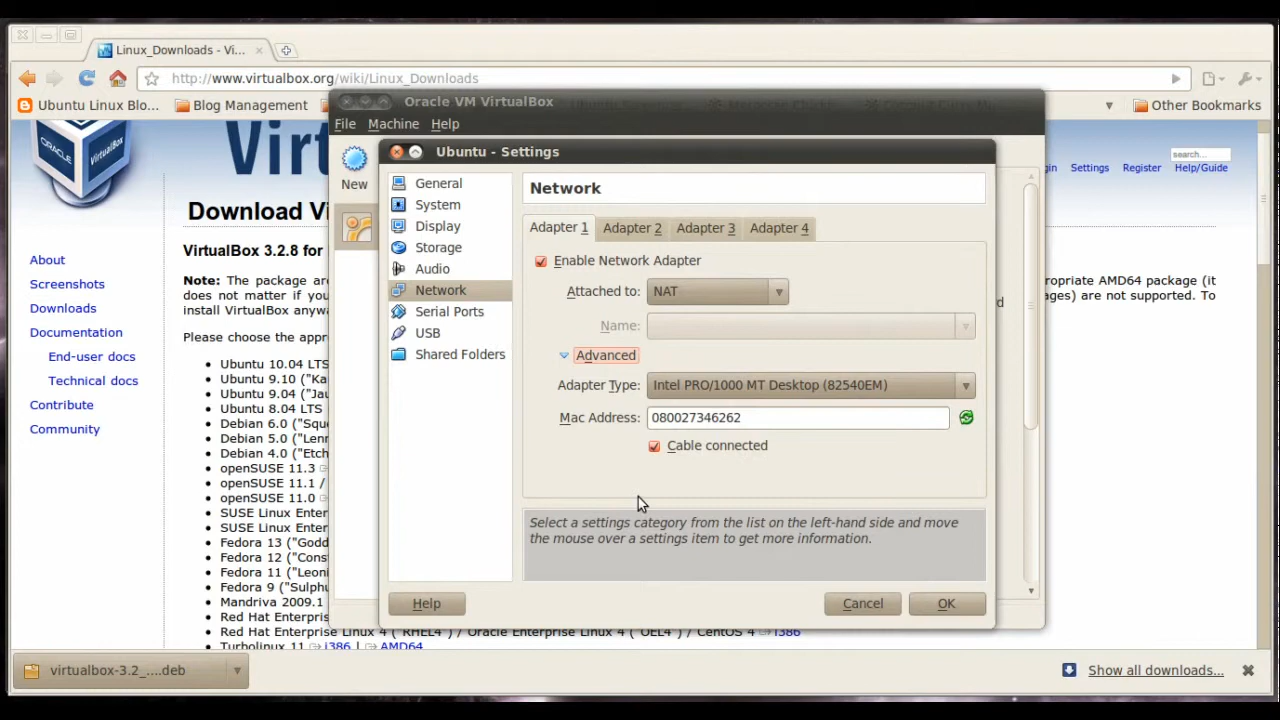 Linux_Downloads - Vi...
http://www.virtualbox.org/wiki/Linux_Downloads
Ubuntu Linux Blo...
Blog Management
Other Bookmarks
Oracle VM VirtualBox
File Machine Help
New
Ubuntu - Settings
General
System
Display
Storage
Audio
Network
Serial Ports
USB
Shared Folders
Network
Adapter 1 Adapter 2 Adapter 3 Adapter 4
Enable Network Adapter
Attached to: NAT
Name:
Advanced
Adapter Type: Intel PRO/1000 MT Desktop (82540EM)
Mac Address: 080027346262
Cable connected
Select a settings category from the list on the left-hand side and move
the mouse over a settings item to get more information.
Help Cancel OK
ORACLE
VirtualBox
Virt
search...
gin Settings Register Help/Guide
About
Screenshots
Downloads
Documentation
End-user docs
Technical docs
Contribute
Community
Download Vi
VirtualBox 3.2.8 for
Note: The package are
does not matter if you
install VirtualBox anywa
ropriate AMD64 package (it
ages) are not supported. To
Please choose the appr
Ubuntu 10.04 LTS
Ubuntu 9.10 ("Ka
Ubuntu 9.04 ("Jau
Ubuntu 8.04 LTS
Debian 6.0 ("Sque
Debian 5.0 ("Lenn
Debian 4.0 ("Etch
openSUSE 11.3
openSUSE 11.1 /
openSUSE 11.0
SUSE Linux Enter
SUSE Linux Enter
Fedora 13 ("Godd
Fedora 12 ("Cons
Fedora 11 ("Leoni
Fedora 9 ("Sulphu
Mandriva 2009.1
Red Hat Enterprise
Red Hat Enterprise Linux 4 ("RHEL4") / Oracle Enterprise Linux 4 ("OEL4") / CentOS 4 i386
Turbolinux 11 i386 | AMD64
virtualbox-3.2_....deb
Show all downloads...